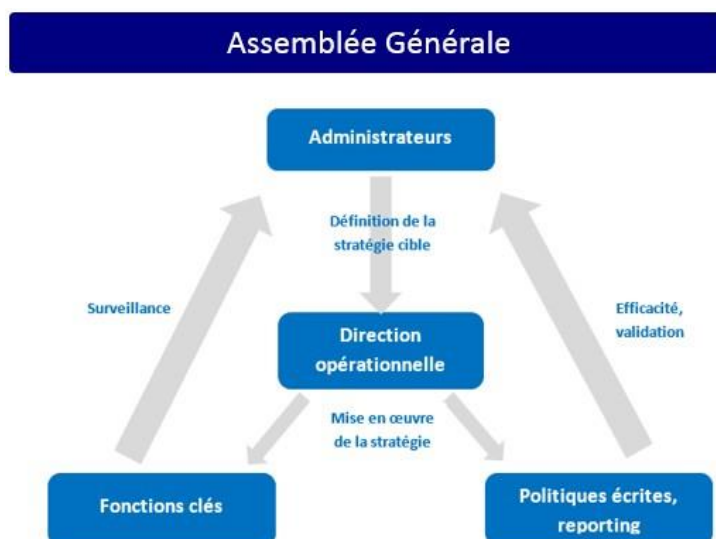 Assemblée Générale
Administrateurs
Définition de la
stratégie cible
Surveillance
Efficacité,
validation
Direction
opérationnelle
Mise en œuvre
de la stratégie
Fonctions clés
Politiques écrites,
reporting